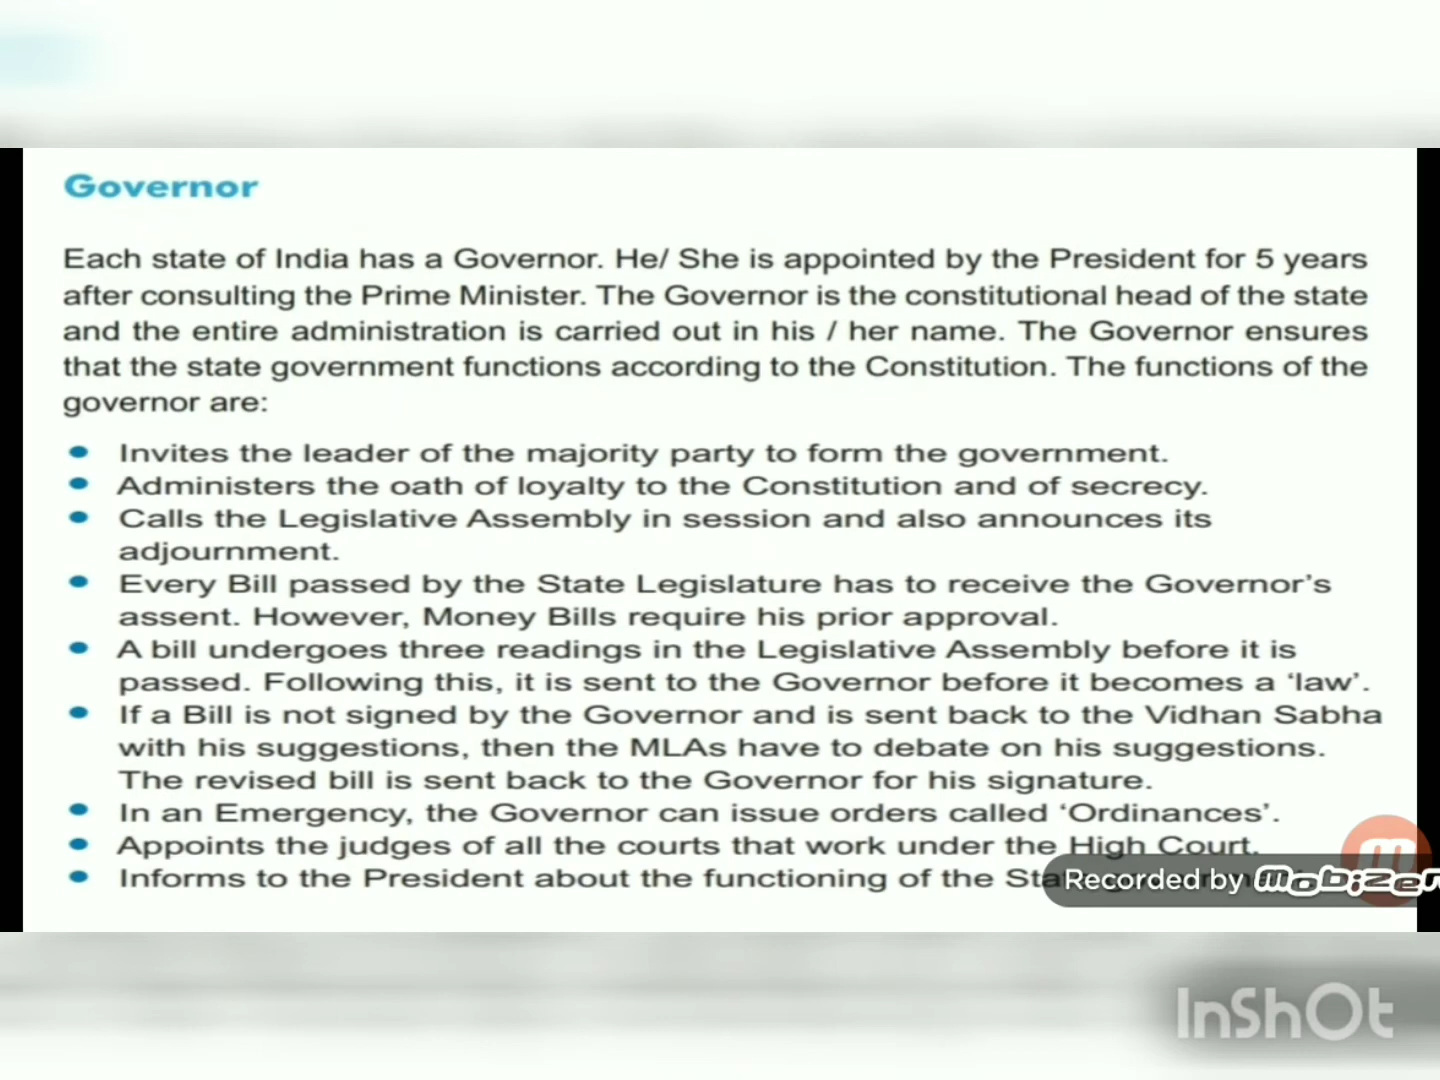 Governor
Each state of India has a Governor. He/ She is appointed by the President for 5 years
after consulting the Prime Minister. The Governor is the constitutional head of the state
and the entire administration is carried out in his / her name. The Governor ensures
that the state government functions according to the Constitution. The functions of the
governor are:
Invites the leader of the majority party to form the government.
Administers the oath of loyalty to the Constitution and of secrecy.
Calls the Legislative Assembly in session and also announces its
adjournment.
Every Bill passed by the State Legislature has to receive the Governor's
assent. However, Money Bills require his prior approval.
A bill undergoes three readings in the Legislative Assembly before it is
passed. Following this, it is sent to the Governor before it becomes a 'law'.
If a Bill is not signed by the Governor and is sent back to the Vidhan Sabha
with his suggestions, then the MLAs have to debate on his suggestions.
The revised bill is sent back to the Governor for his signature.
In an Emergency, the Governor can issue orders called 'Ordinances'.
Appoints the judges of all the courts that work under the High Court.
Informs to the President about the functioning of the
Recorded by
InShOt